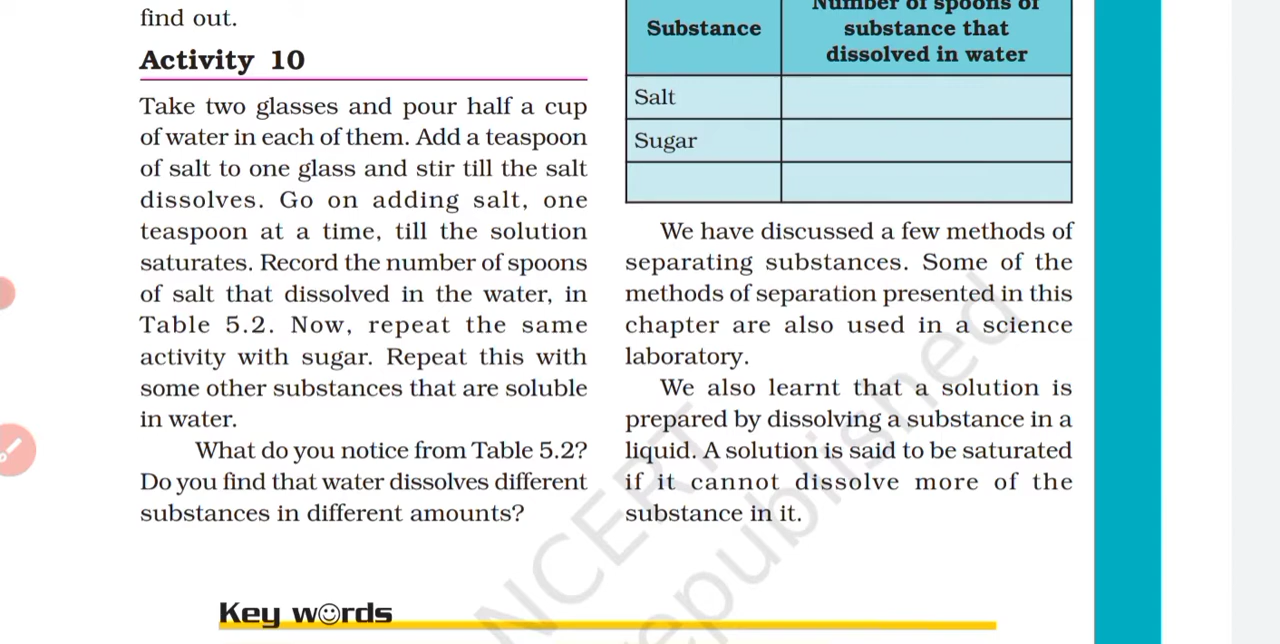 find out.
Activity 10
Take two glasses and pour half a cup
of water in each of them. Add a teaspoon
of salt to one glass and stir till the salt
dissolves. Go on adding salt, one
teaspoon at a time, till the solution
saturates. Record the number of spoons
of salt that dissolved in the water, in
Table 5.2. Now, repeat the same
activity with sugar. Repeat this with
some other substances that are soluble
in water.
What do you notice from Table 5.2?
Do you find that water dissolves different
substances in different amounts?
Substance
Number of spoons of
substance that
dissolved in water
Salt
Sugar
We have discussed a few methods of
separating substances. Some of the
methods of separation presented in this
chapter are also used in a science
laboratory.
We also learnt that a solution is
prepared by dissolving a substance in a
liquid. A solution is said to be saturated
if it cannot dissolve more of the
substance in it.
Key words
NCERT
republished